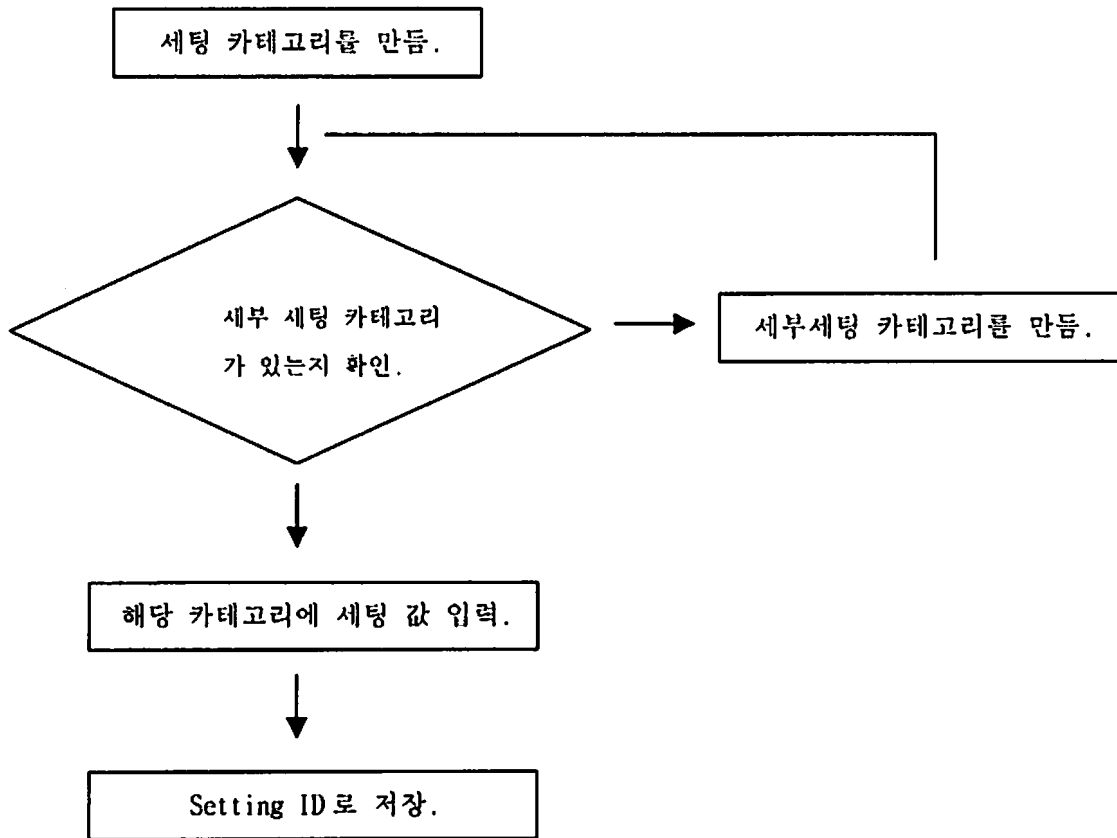 세팅 카테고리를 만듬.
세부 세팅 카테고리
가 있는지 확인.
세부세팅 카테고리를 만듬.
해당 카테고리에 세팅 값 입력.
Setting ID로 저장.